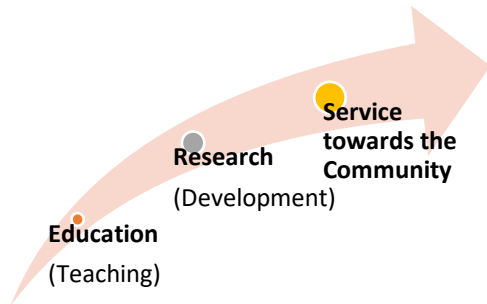 Education
(Teaching)
Research
(Development)
Service
towards the
Community